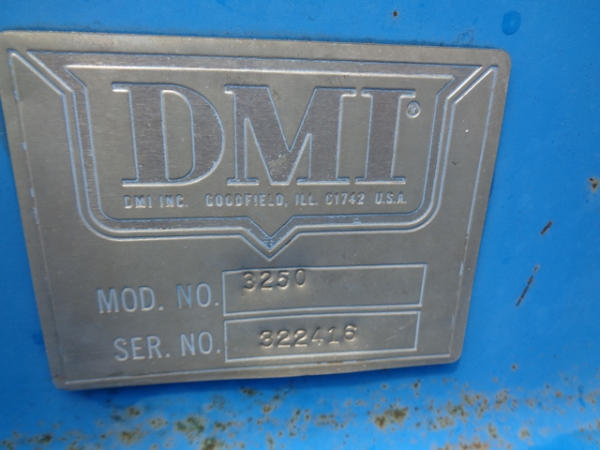 DMI®
DMI INC. GOODFIELD, ILL. 61742 U.S.A.
MOD. NO. 3250
SER. NO. 322416